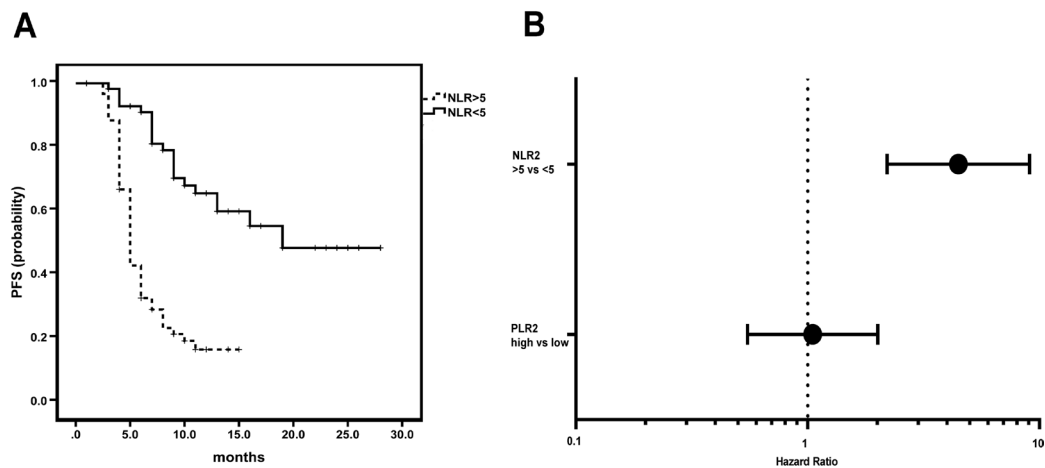 A
B
NLR>5
NLR<5
1.0
0.8
0.6
0.4
0.2
0.0
PFS (probability)
.0 5.0 10.0 15.0 20.0 25.0 30.0
months
NLR2
>5 vs <5
PLR2
high vs low
0.1 1 10
Hazard Ratio